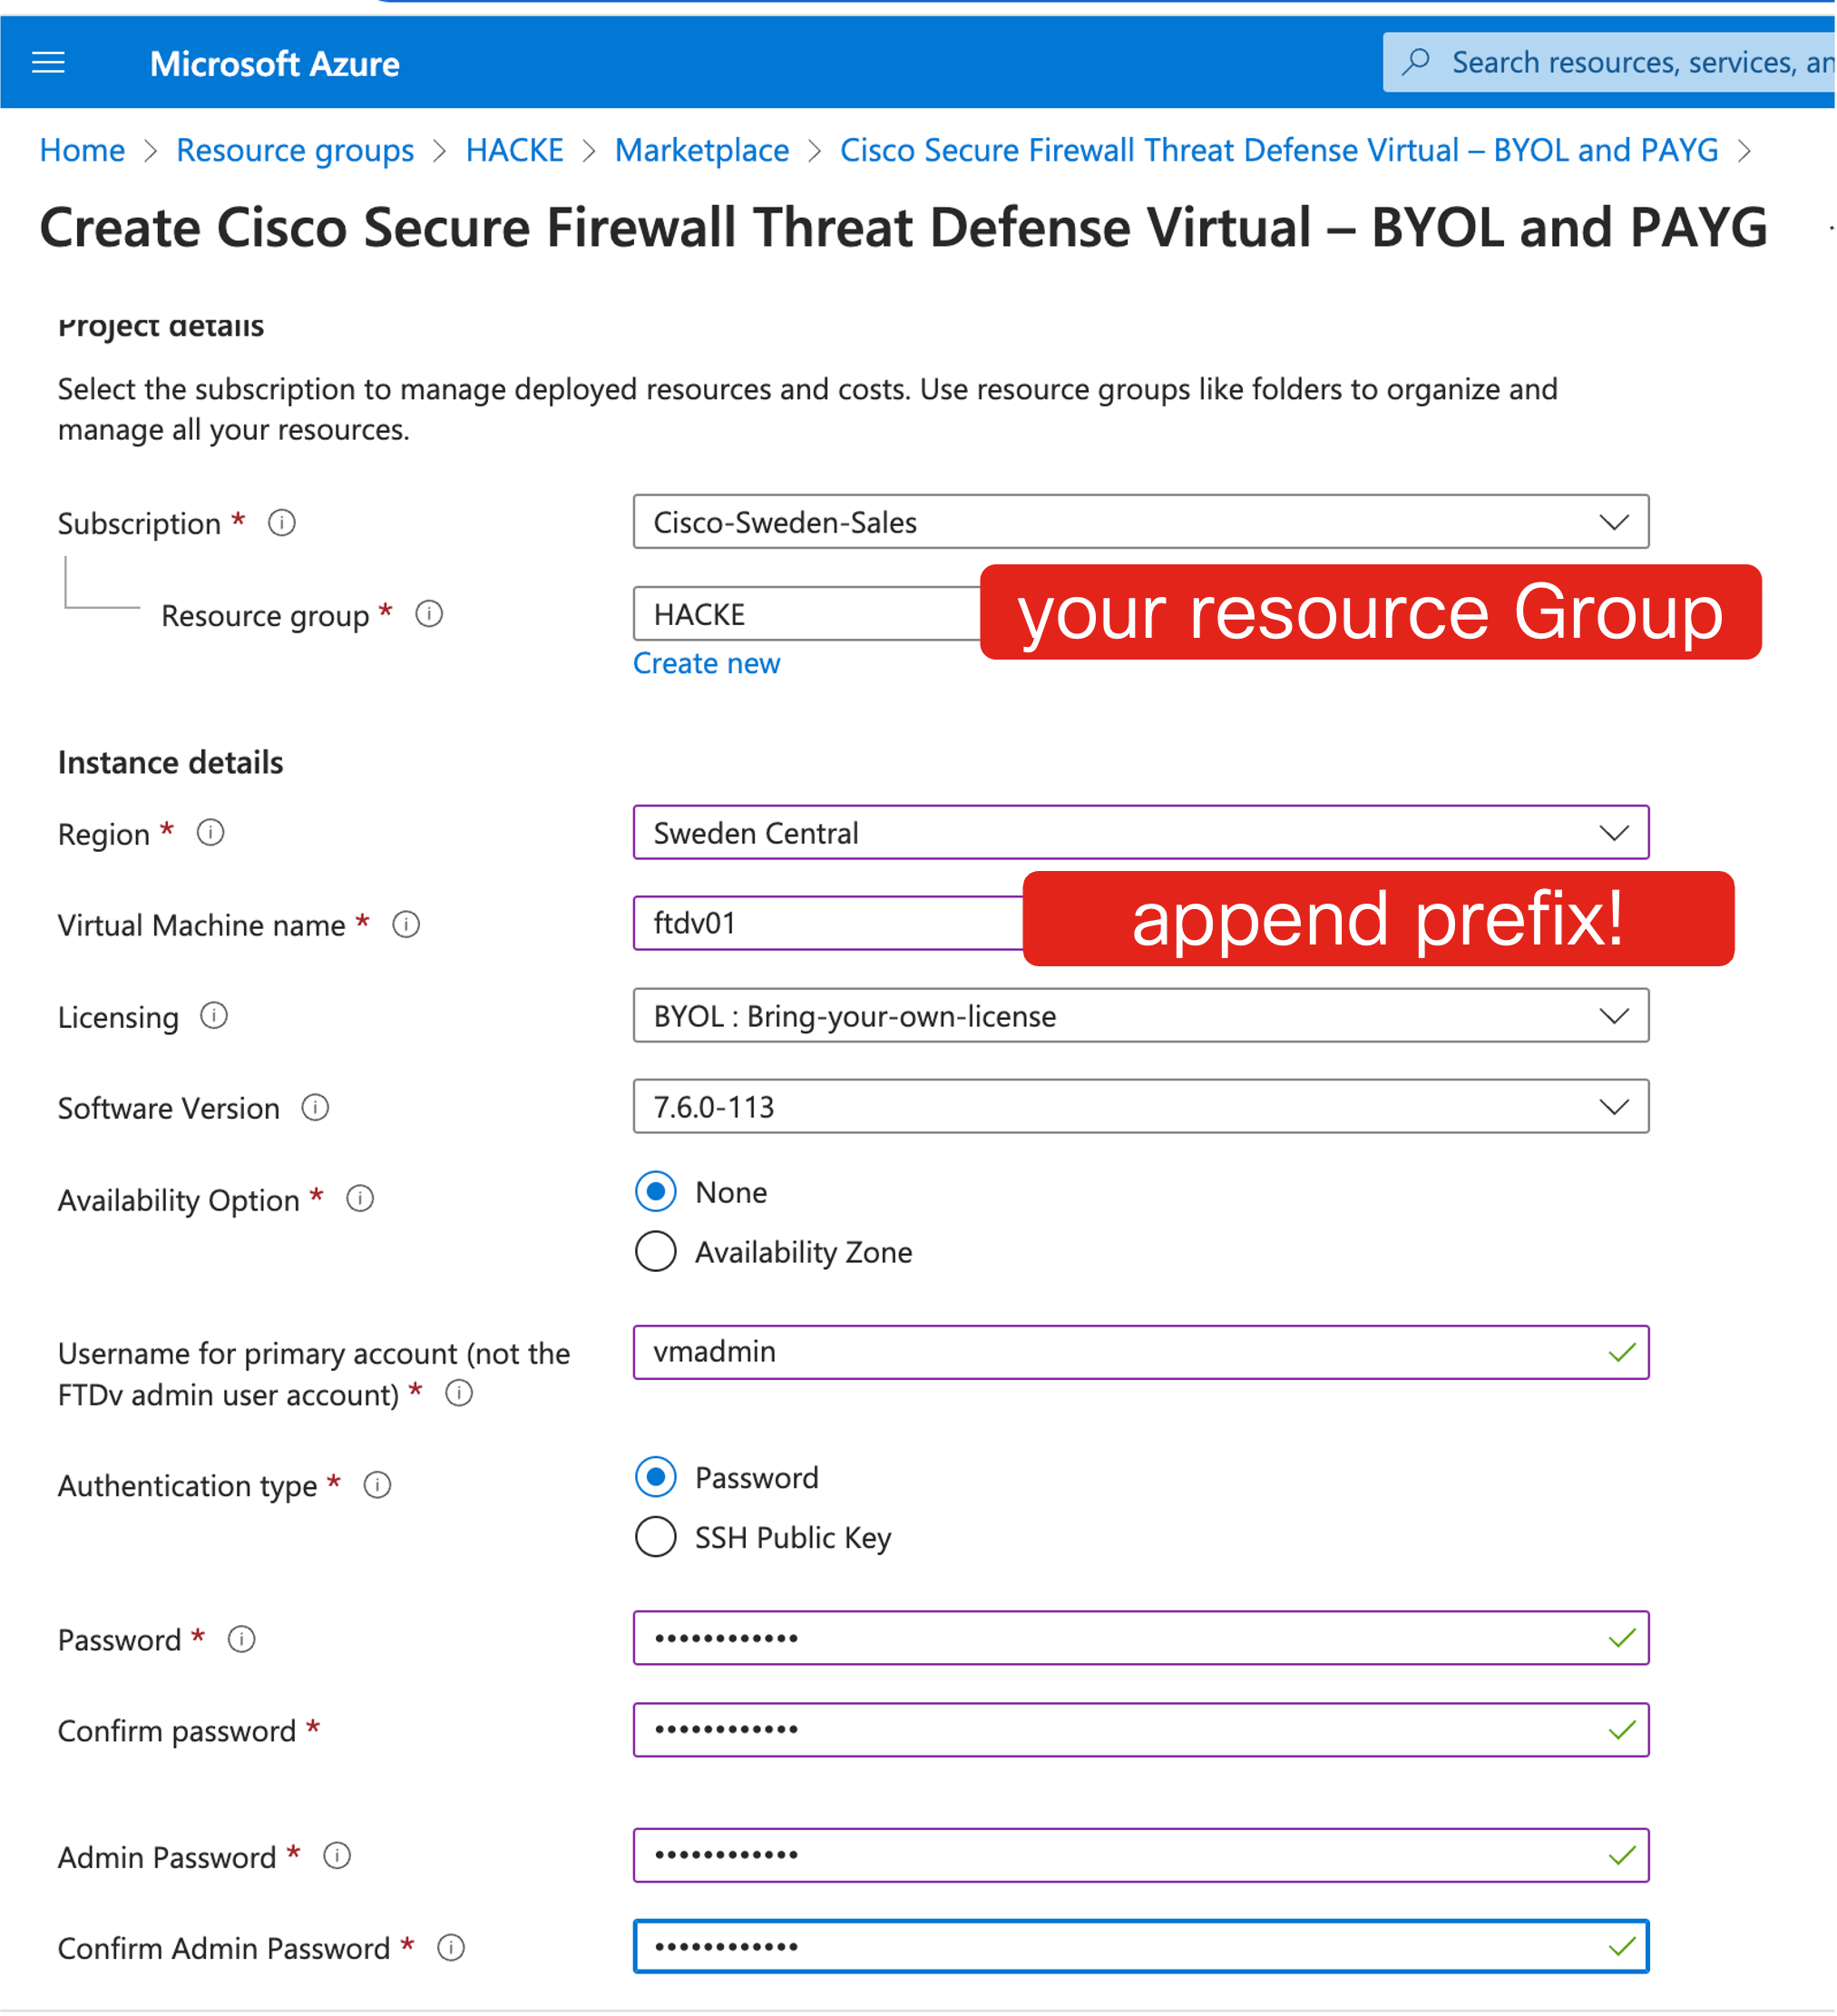 Microsoft Azure
Search resources, services, an
Home > Resource groups > HACKE > Marketplace > Cisco Secure Firewall Threat Defense Virtual – BYOL and PAYG >
Create Cisco Secure Firewall Threat Defense Virtual – BYOL and PAYG
Project details
Select the subscription to manage deployed resources and costs. Use resource groups like folders to organize and
manage all your resources.
Subscription *
Cisco-Sweden-Sales
Resource group *
HACKE
your resource Group
Create new
Instance details
Region *
Sweden Central
Virtual Machine name *
ftdv01
append prefix!
Licensing
BYOL : Bring-your-own-license
Software Version
7.6.0-113
Availability Option *
None
Availability Zone
Username for primary account (not the
FTDv admin user account) *
vmadmin
Authentication type *
Password
SSH Public Key
Password *
••••••••••••
Confirm password *
••••••••••••
Admin Password *
••••••••••••
Confirm Admin Password *
••••••••••••